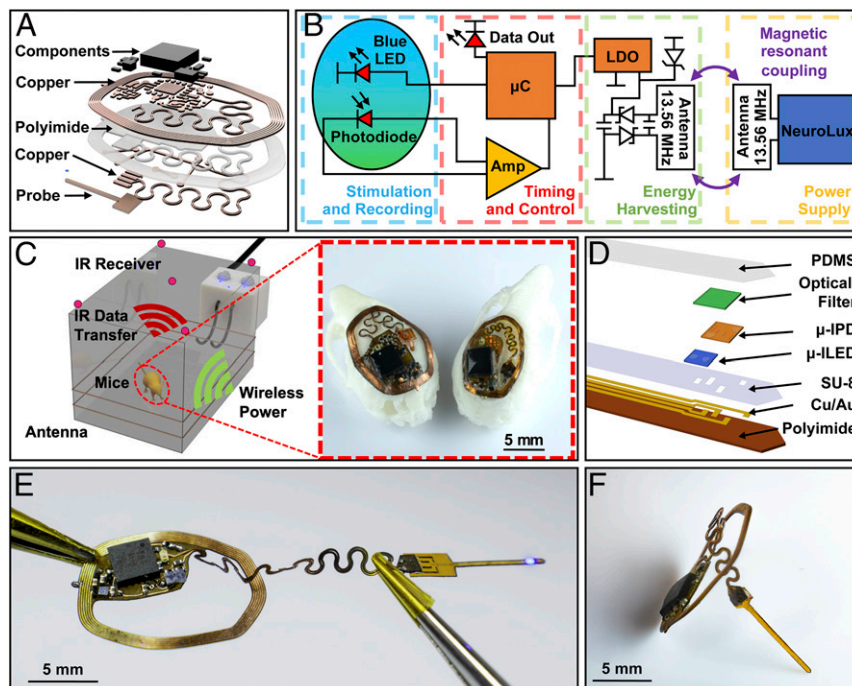 A
Components
Copper
Polyimide
Copper
Probe
B
Blue
LED
Photodiode
Stimulation
and Recording
Data Out
µC
Amp
Timing
and Control
LDO
Antenna
13.56 MHz
Energy
Harvesting
Magnetic
resonant
coupling
Antenna
13.56 MHz
NeuroLux
Power
Supply
C
IR Receiver
IR Data
Transfer
Mice
Wireless
Power
Antenna
5 mm
D
PDMS
Optical
Filter
µ-IPD
µ-ILED
SU-8
Cu/Au
Polyimide
E
5 mm
F
5 mm